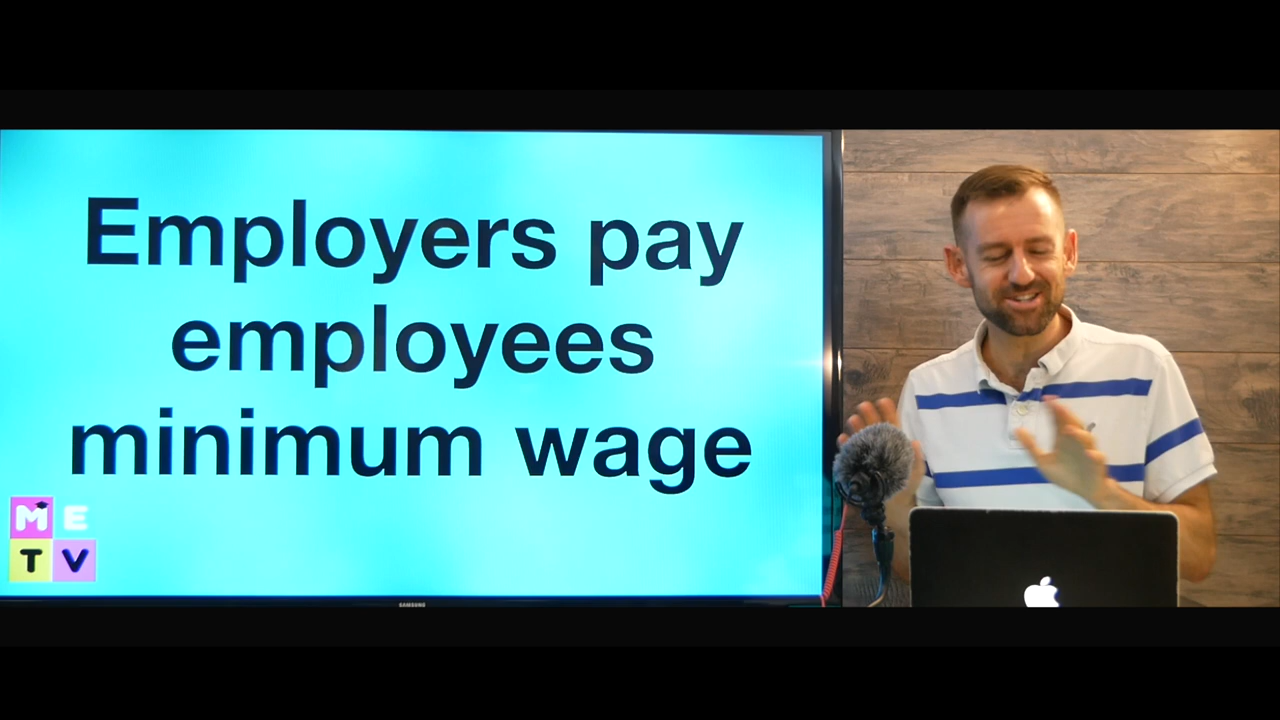 Employers pay
employees
minimum wage
M E
T V
SAMSUNG